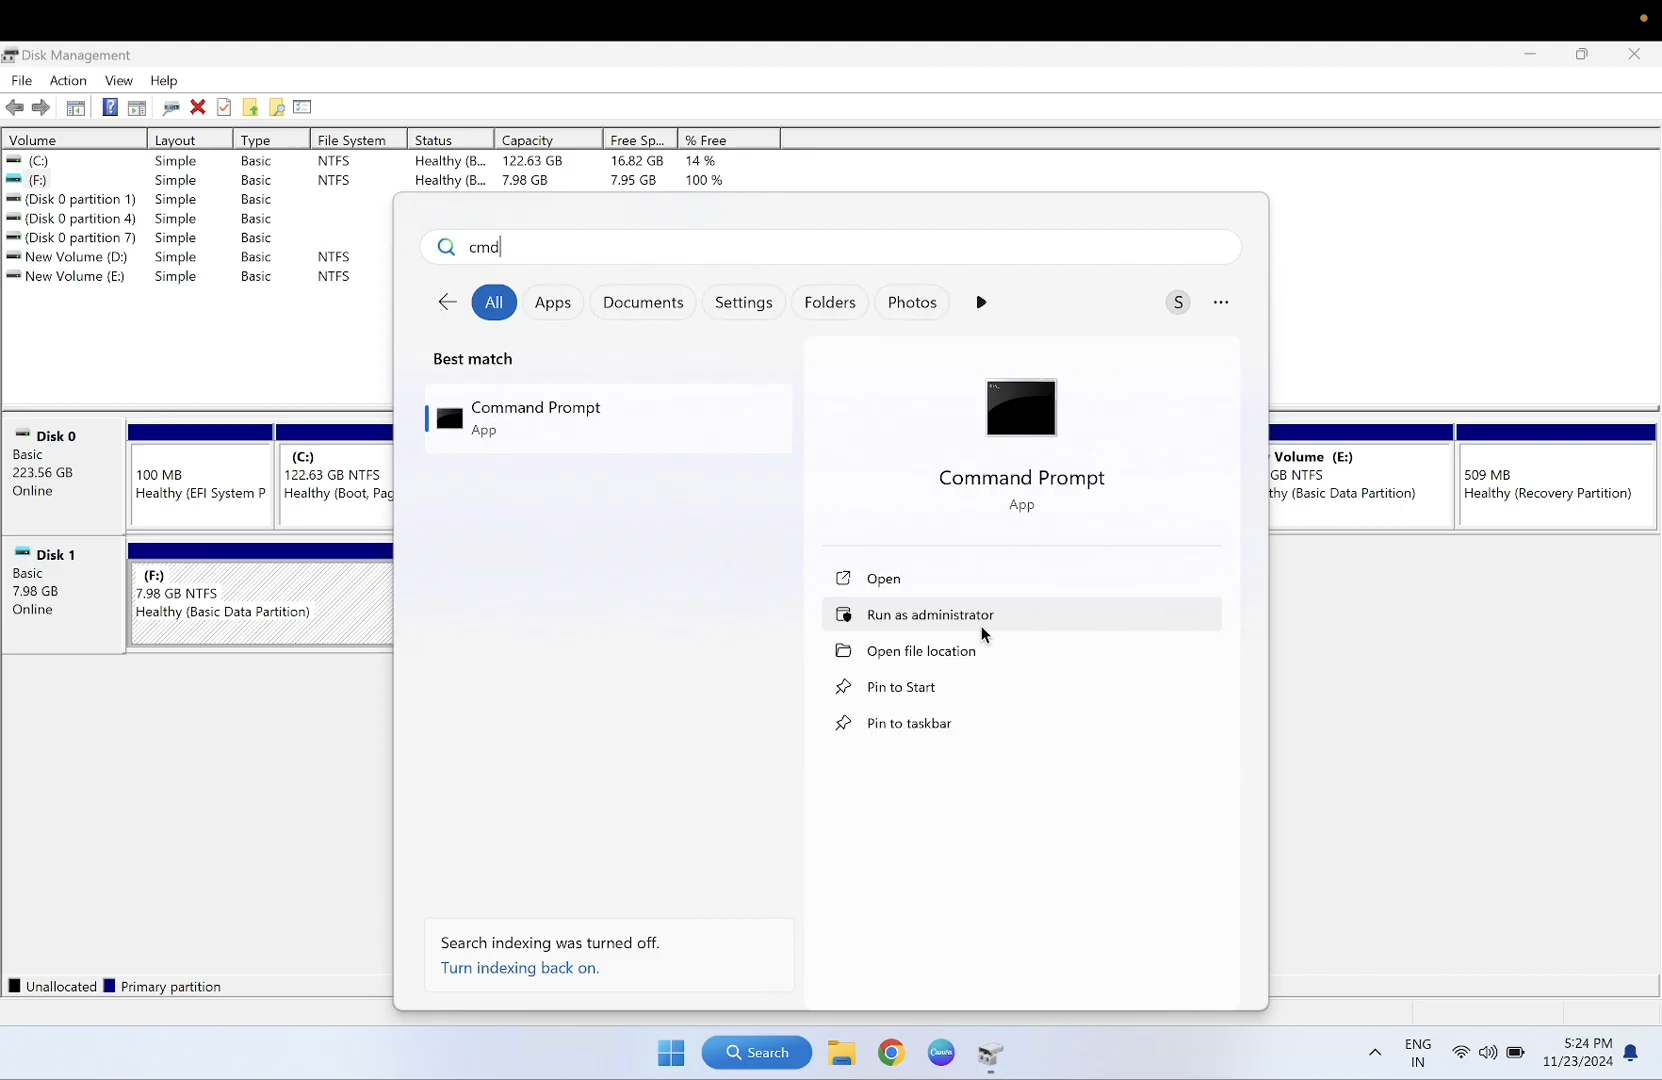 Disk Management
File Action View Help
Volume Layout Type File System Status Capacity Free Sp... % Free
(C:) Simple Basic NTFS Healthy (B... 122.63 GB 16.82 GB 14 %
(F:) Simple Basic NTFS Healthy (B... 7.98 GB 7.95 GB 100 %
(Disk 0 partition 1) Simple Basic
(Disk 0 partition 4) Simple Basic
(Disk 0 partition 7) Simple Basic
New Volume (D:) Simple Basic NTFS
New Volume (E:) Simple Basic NTFS
cmd
All Apps Documents Settings Folders Photos S
Best match
Command Prompt
App
Command Prompt
App
Open
Run as administrator
Open file location
Pin to Start
Pin to taskbar
Search indexing was turned off.
Turn indexing back on.
Disk 0
Basic
223.56 GB
Online
100 MB
Healthy (EFI System P
(C:)
122.63 GB NTFS
Healthy (Boot, Pag
Volume (E:)
GB NTFS
thy (Basic Data Partition)
509 MB
Healthy (Recovery Partition)
Disk 1
Basic
7.98 GB
Online
(F:)
7.98 GB NTFS
Healthy (Basic Data Partition)
Unallocated Primary partition
Search
Canva
ENG
IN
5:24 PM
11/23/2024